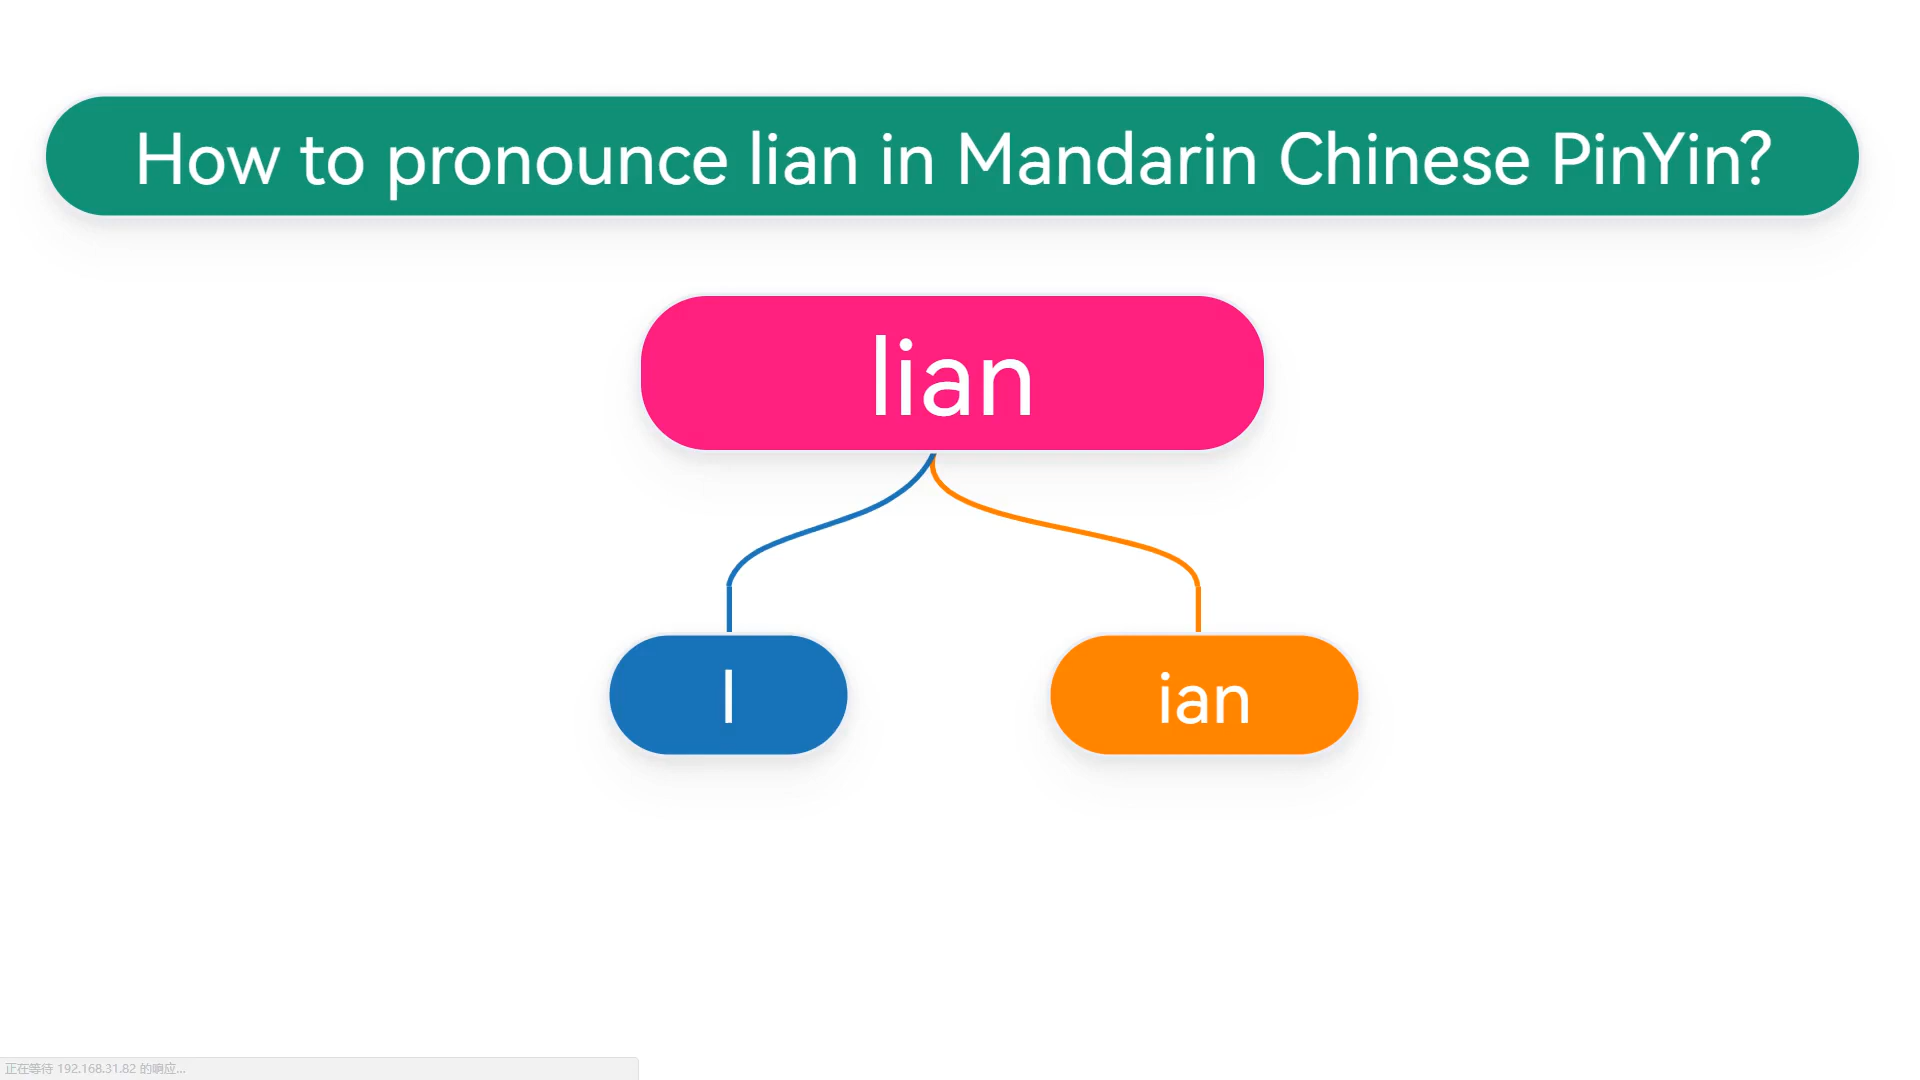 How to pronounce lian in Mandarin Chinese PinYin?
lian
l
ian
正在等待 192.168.31.82 的响应...